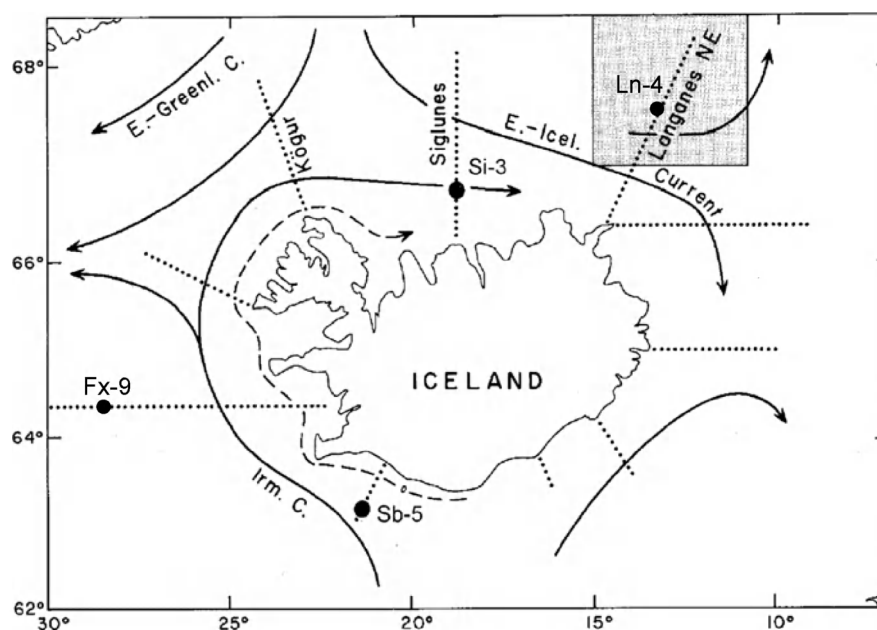 68°
66°
64°
62°
30°
25°
20°
15°
10°
E.-Greenl. C.
Kögur
Siglunes
Si-3
E.-Icel.
Current
Ln-4
Langanes NE
Fx-9
ICELAND
Irm. C.
Sb-5